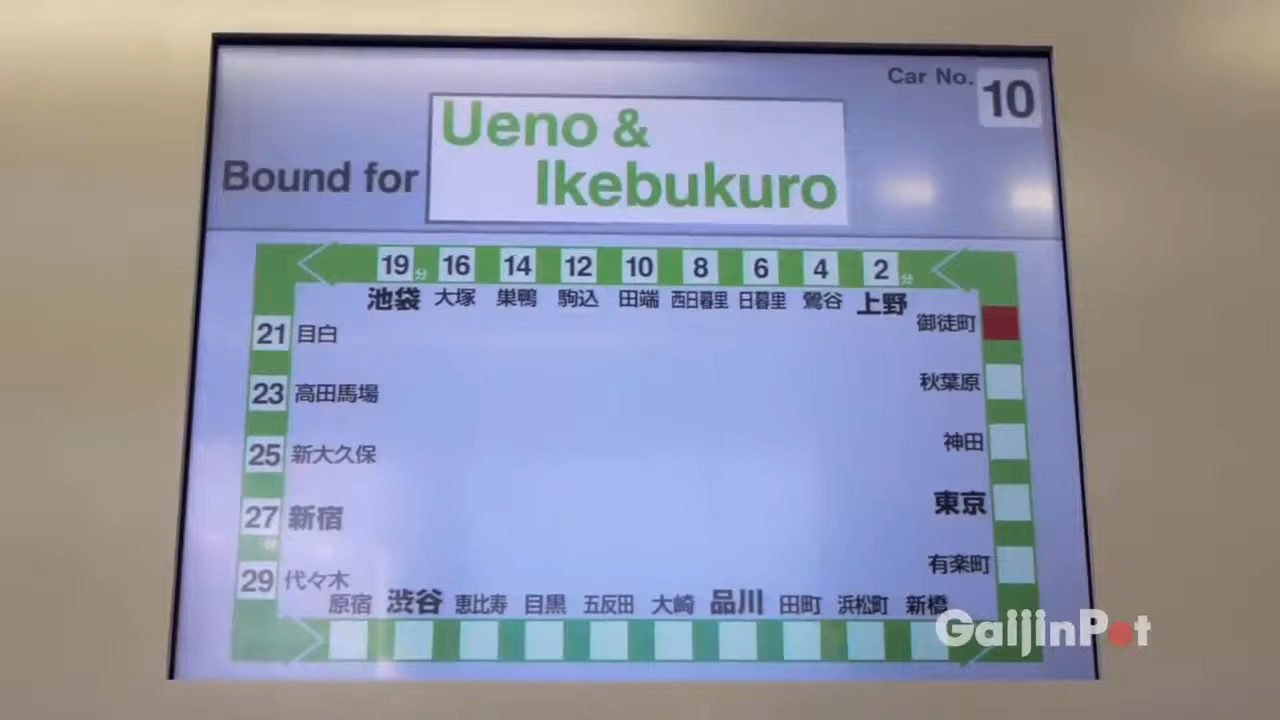 Car No. 10
Bound for Ueno &
Ikebukuro
19分 16 14 12 10 8 6 4 2分
池袋 大塚 巣鴨 駒込 田端 西日暮里 日暮里 鶯谷 上野
御徒町
21 目白
秋葉原
23 高田馬場
神田
25 新大久保
東京
27 新宿
有楽町
29 代々木
原宿 渋谷 恵比寿 目黒 五反田 大崎 品川 田町 浜松町 新橋
GaijinPot